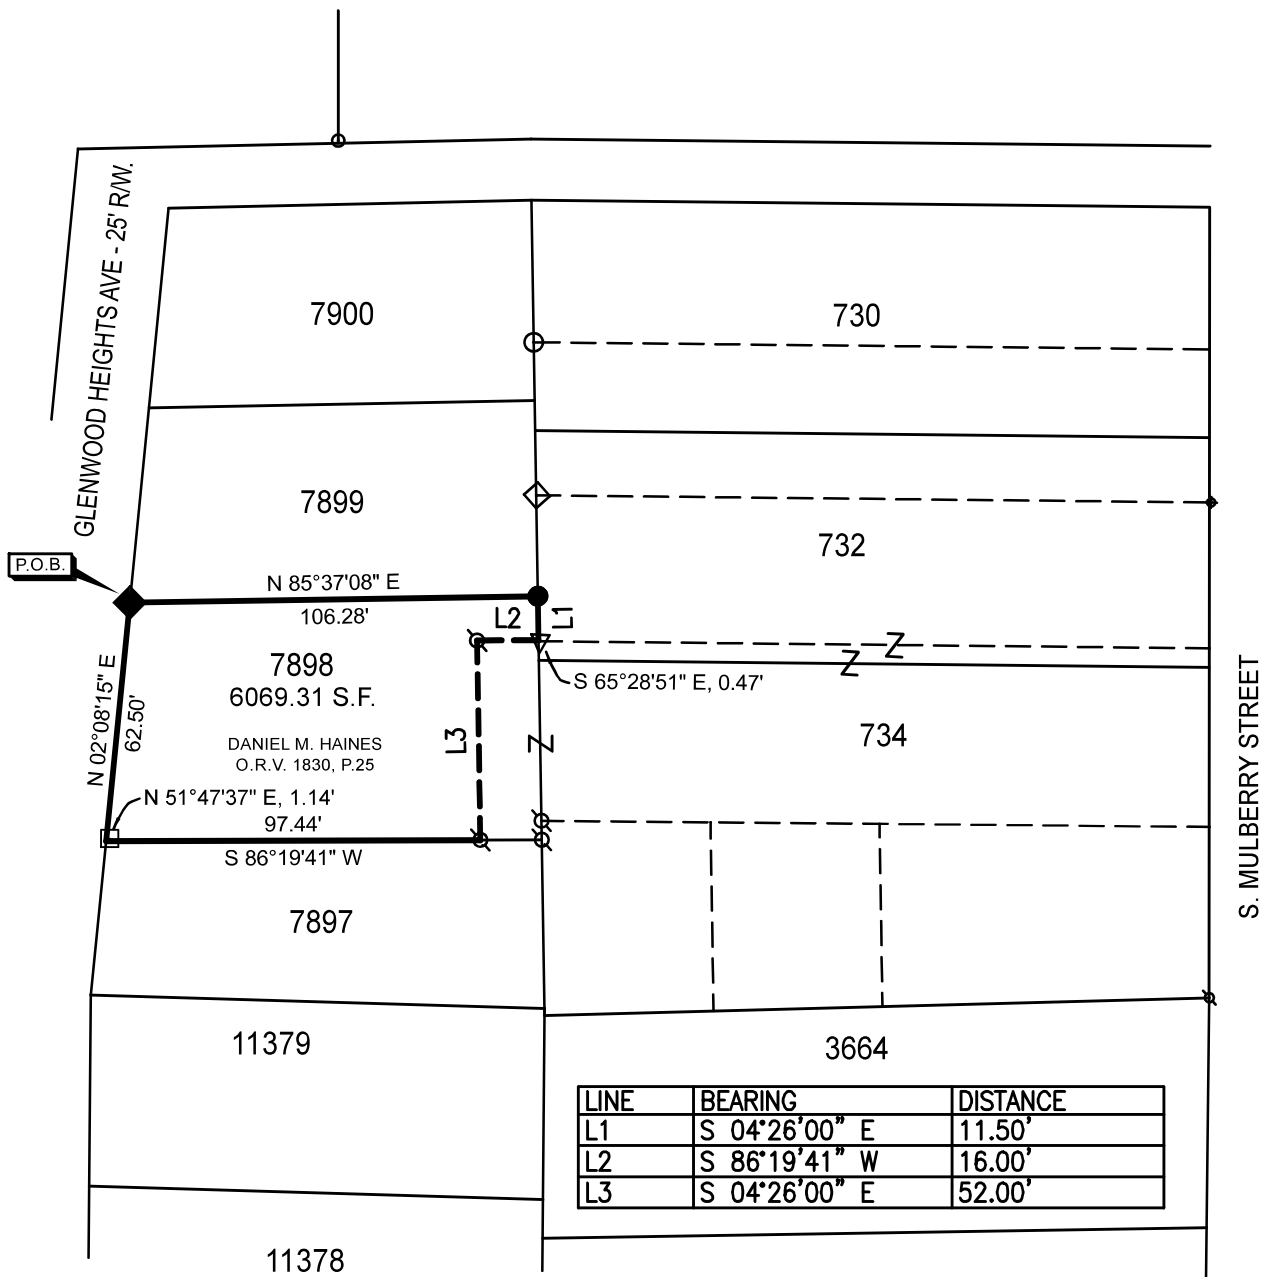 GLENWOOD HEIGHTS AVE - 25' R/W.
7900
730
7899
732
P.O.B.
N 85°37'08" E
106.28'
L2
L1
7898
6069.31 S.F.
S 65°28'51" E, 0.47'
N 02°08'15" E
62.50'
DANIEL M. HAINES
O.R.V. 1830, P.25
L3
734
S. MULBERRY STREET
N 51°47'37" E, 1.14'
97.44'
S 86°19'41" W
7897
11379
3664
LINE BEARING DISTANCE
L1 S 04°26'00" E 11.50'
L2 S 86°19'41" W 16.00'
L3 S 04°26'00" E 52.00'
11378